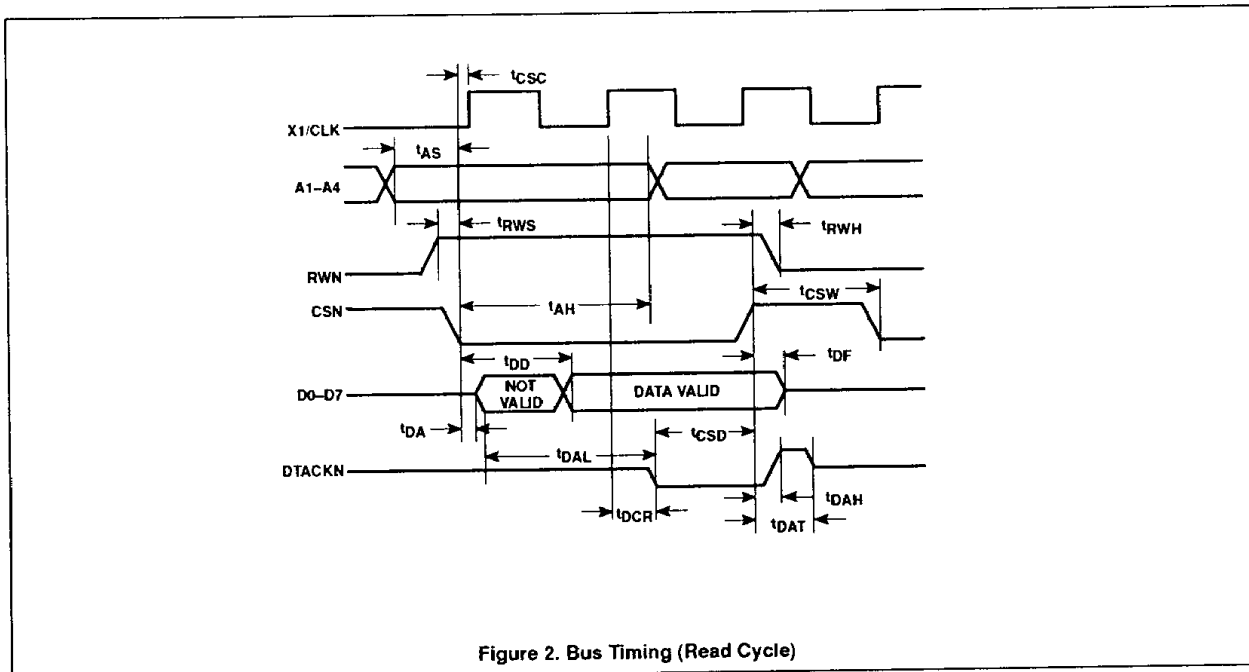 tCSC
X1/CLK
tAS
A1–A4
tRWS
tRWH
RWN
tCSW
CSN
tAH
tDD
tDF
D0–D7
NOT VALID
DATA VALID
tDA
tCSD
tDAL
DTACKN
tDAH
tDCR
tDAT
Figure 2. Bus Timing (Read Cycle)